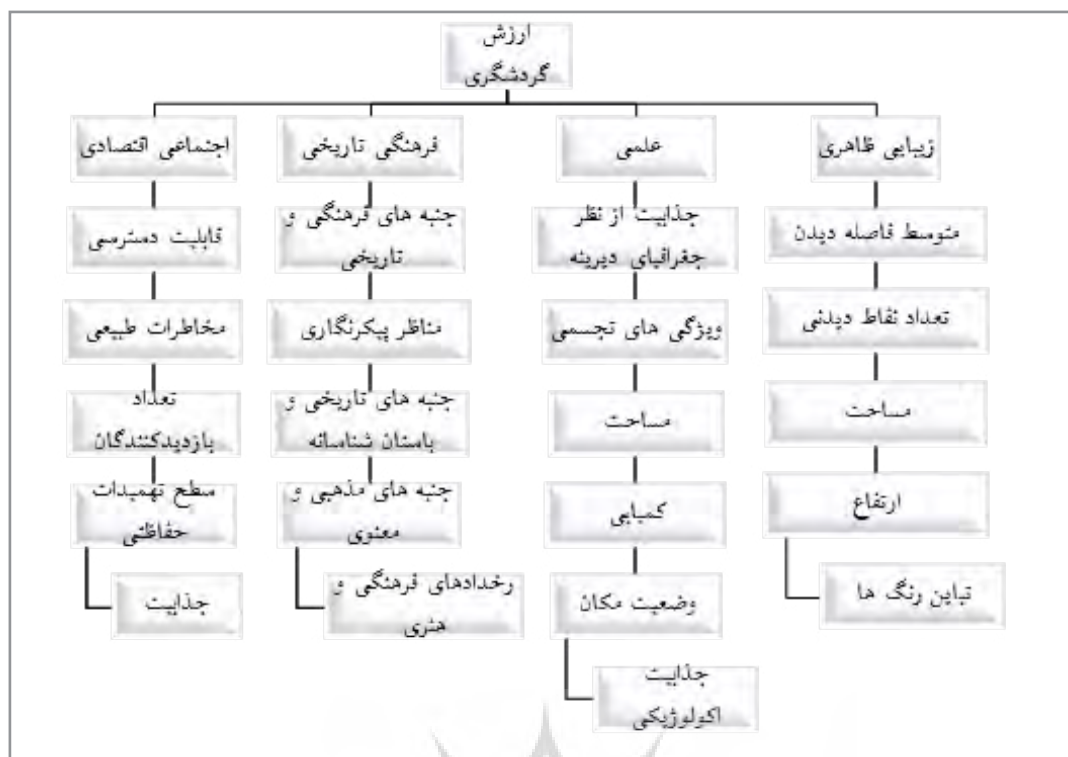 ارزش
گردشگری
زیبایی ظاهری
متوسط فاصله دیدن
تعداد نقاط دیدنی
مساحت
ارتفاع
تباین رنگ ها
علمی
جذابیت از نظر
جغرافیای دیرینه
ویژگی های تجسمی
مساحت
کمیابی
وضعیت مکان
جذابیت
اکولوژیکی
فرهنگی تاریخی
جنبه های فرهنگی و
تاریخی
مناظر پیکرنگاری
جنبه های تاریخی و
باستان شناسانه
جنبه های مذهبی و
معنوی
رخدادهای فرهنگی و
هنری
اجتماعی اقتصادی
قابلیت دسترسی
مخاطرات طبیعی
تعداد
بازدیدکنندگان
سطح تهمیدات
حفاظتی
جذابیت